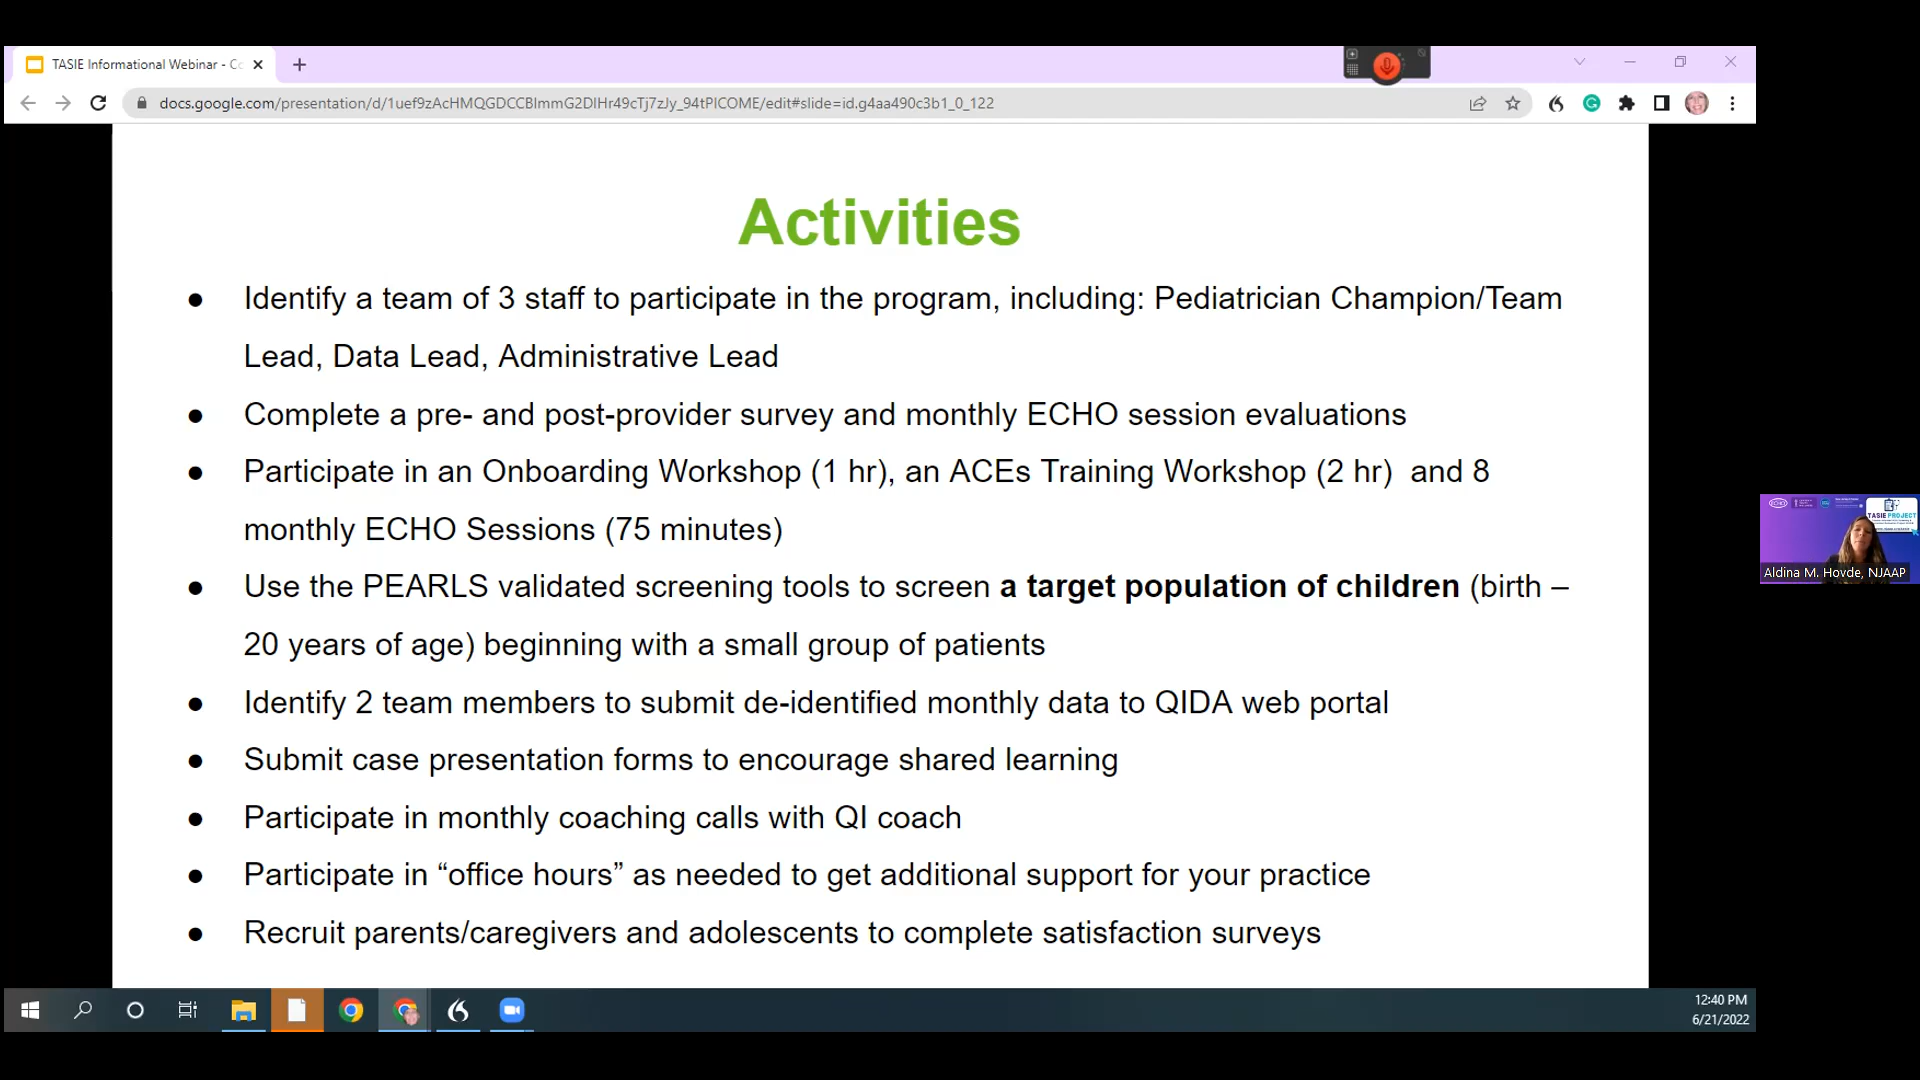 TASIE Informational Webinar - Co
docs.google.com/presentation/d/1uef9zAcHMQGDCCBlmmG2DlHr49cTj7zJy_94tPICOME/edit#slide=id.g4aa490c3b1_0_122
Activities
● Identify a team of 3 staff to participate in the program, including: Pediatrician Champion/Team
Lead, Data Lead, Administrative Lead
● Complete a pre- and post-provider survey and monthly ECHO session evaluations
● Participate in an Onboarding Workshop (1 hr), an ACEs Training Workshop (2 hr)  and 8
monthly ECHO Sessions (75 minutes)
● Use the PEARLS validated screening tools to screen a target population of children (birth –
20 years of age) beginning with a small group of patients
● Identify 2 team members to submit de-identified monthly data to QIDA web portal
● Submit case presentation forms to encourage shared learning
● Participate in monthly coaching calls with QI coach
● Participate in “office hours” as needed to get additional support for your practice
● Recruit parents/caregivers and adolescents to complete satisfaction surveys
TASIE PROJECT
Aldina M. Hovde, NJAAP
12:40 PM
6/21/2022